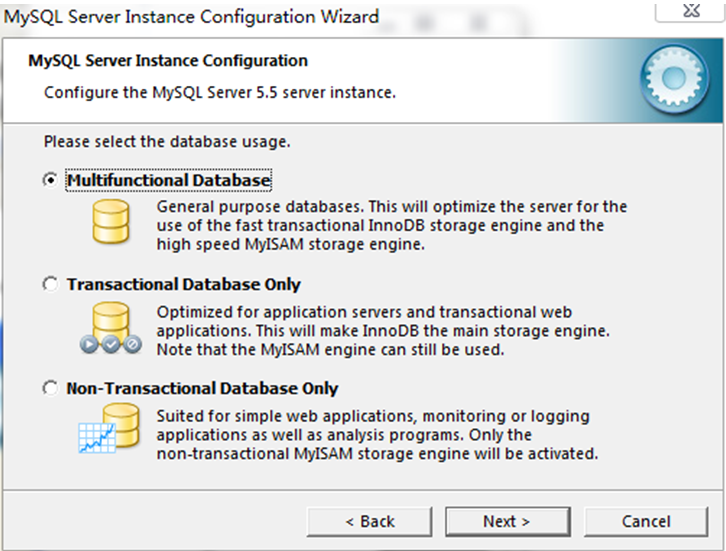 MySQL Server Instance Configuration Wizard
MySQL Server Instance Configuration
Configure the MySQL Server 5.5 server instance.
Please select the database usage.
Multifunctional Database
General purpose databases. This will optimize the server for the
use of the fast transactional InnoDB storage engine and the
high speed MyISAM storage engine.
Transactional Database Only
Optimized for application servers and transactional web
applications. This will make InnoDB the main storage engine.
Note that the MyISAM engine can still be used.
Non-Transactional Database Only
Suited for simple web applications, monitoring or logging
applications as well as analysis programs. Only the
non-transactional MyISAM storage engine will be activated.
< Back
Next >
Cancel